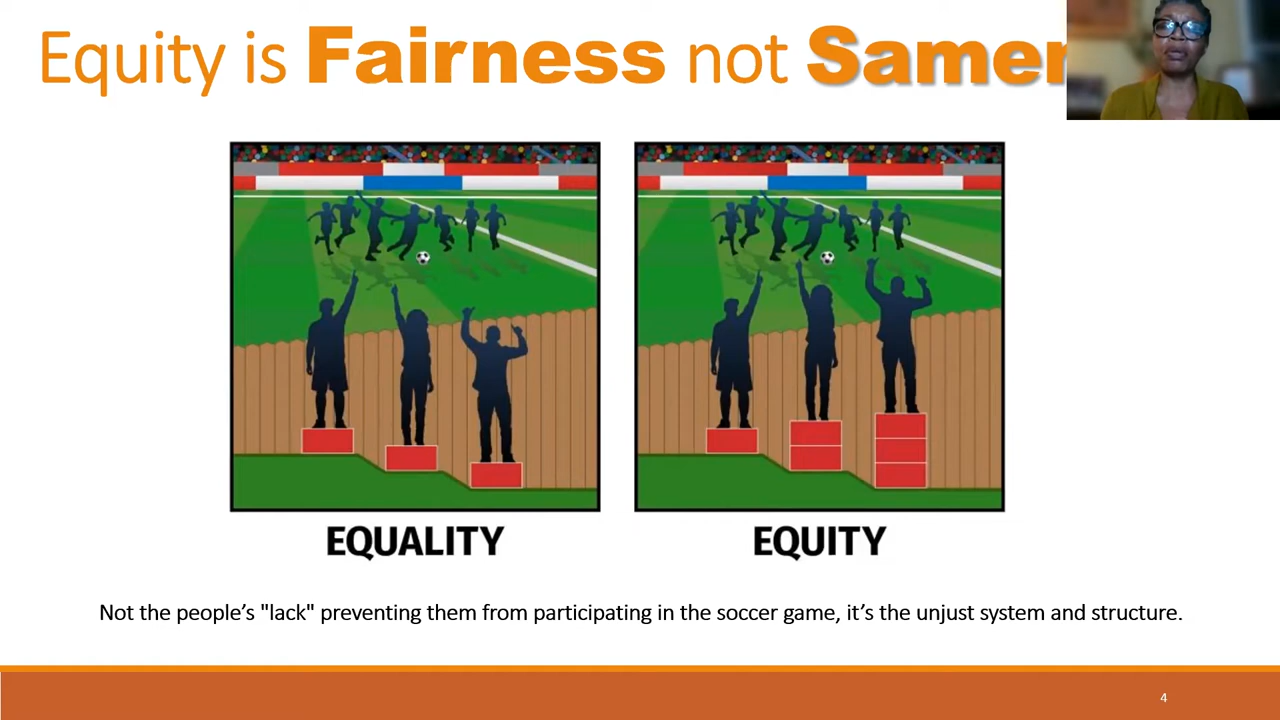 Equity is Fairness not
EQUALITY
EQUITY
Not the people’s "lack" preventing them from participating in the soccer game, it’s the unjust system and structure.
4